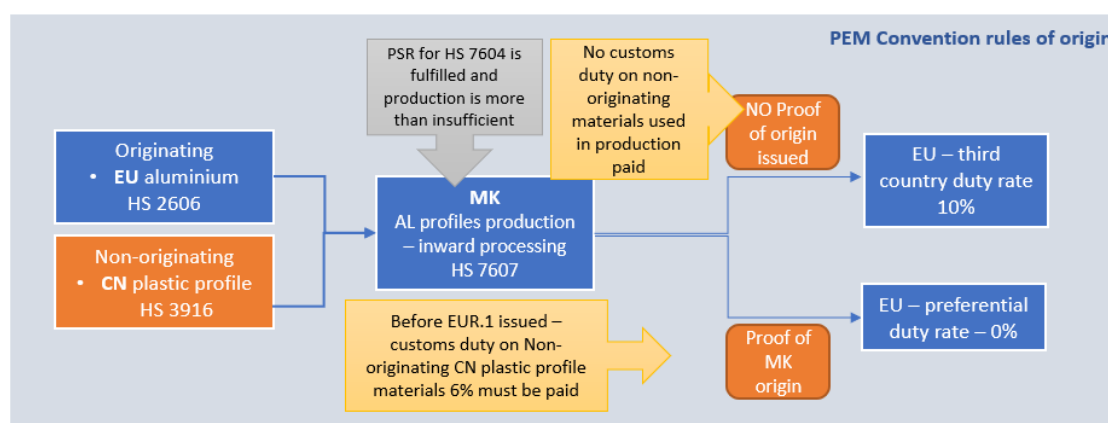 PEM Convention rules of origin
PSR for HS 7604 is
fulfilled and
production is more
than insufficient
No customs
duty on non-
originating
materials used
in production
paid
NO Proof
of origin
issued
Originating
• EU aluminium
HS 2606
EU – third
country duty rate
10%
MK
AL profiles production
– inward processing
HS 7607
Non-originating
• CN plastic profile
HS 3916
EU – preferential
duty rate – 0%
Before EUR.1 issued –
customs duty on Non-
originating CN plastic profile
materials 6% must be paid
Proof of
MK
origin